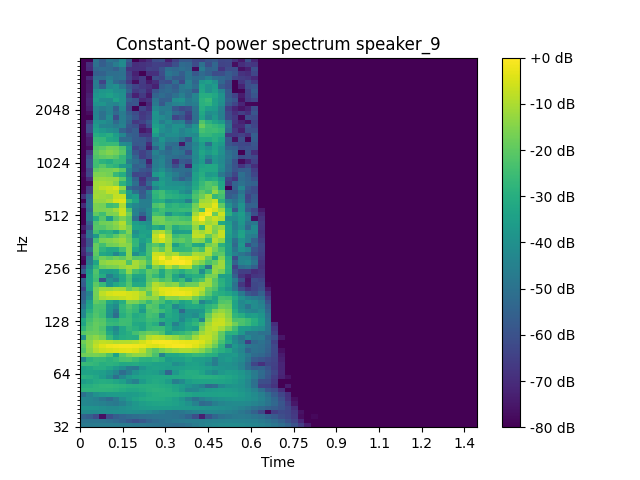 Constant-Q power spectrum speaker_9
Hz
2048
1024
512
256
128
64
32
0 0.15 0.3 0.45 0.6 0.75 0.9 1.1 1.2 1.4
Time
+0 dB
-10 dB
-20 dB
-30 dB
-40 dB
-50 dB
-60 dB
-70 dB
-80 dB